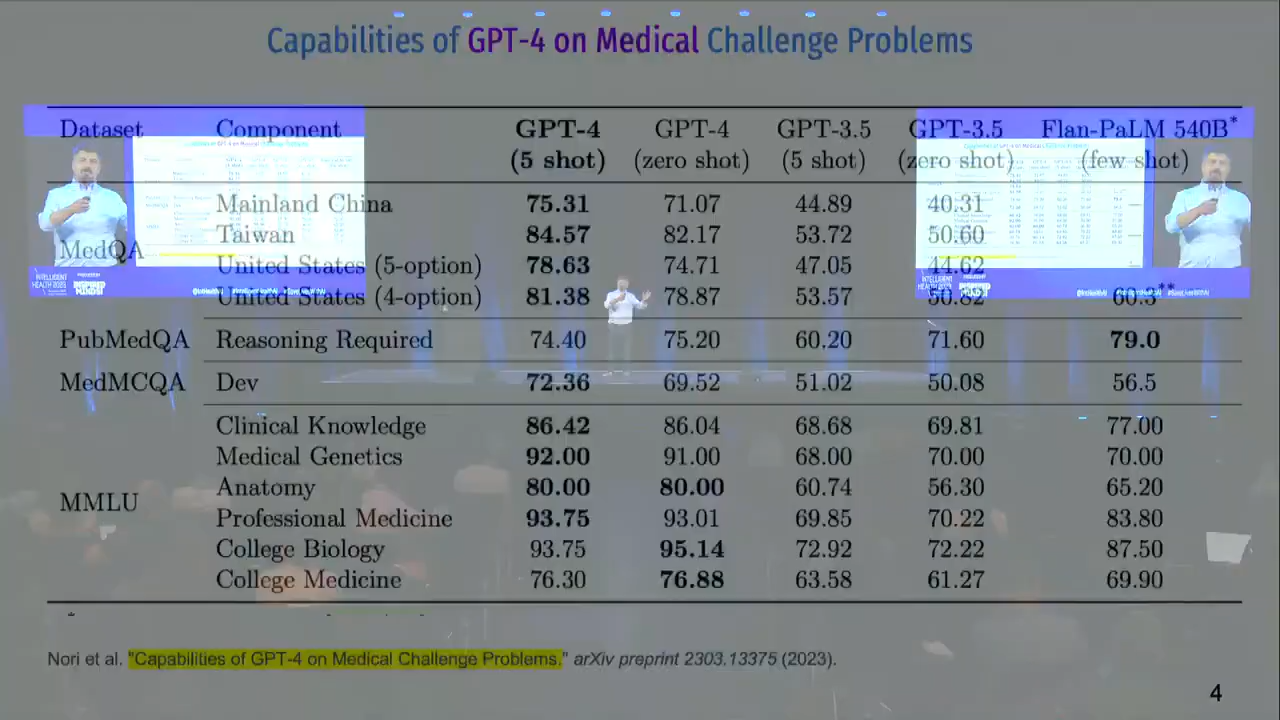 Capabilities of GPT-4 on Medical Challenge Problems
Dataset Component GPT-4 GPT-4 GPT-3.5 GPT-3.5 Flan-PaLM 540B*
(5 shot) (zero shot) (5 shot) (zero shot) (few shot)
Mainland China 75.31 71.07 44.89 40.31
Taiwan 84.57 82.17 53.72 50.60
MedQA
United States (5-option) 78.63 74.71 47.05 44.62
United States (4-option) 81.38 78.87 53.57 50.82 60.3**
PubMedQA Reasoning Required 74.40 75.20 60.20 71.60 79.0
MedMCQA Dev 72.36 69.52 51.02 50.08 56.5
Clinical Knowledge 86.42 86.04 68.68 69.81 77.00
Medical Genetics 92.00 91.00 68.00 70.00 70.00
Anatomy 80.00 80.00 60.74 56.30 65.20
MMLU
Professional Medicine 93.75 93.01 69.85 70.22 83.80
College Biology 93.75 95.14 72.92 72.22 87.50
College Medicine 76.30 76.88 63.58 61.27 69.90
*
Nori et al. "Capabilities of GPT-4 on Medical Challenge Problems." arXiv preprint 2303.13375 (2023).
4
INTELLIGENT
HEALTH 2023
INSPIRED
MINDS!